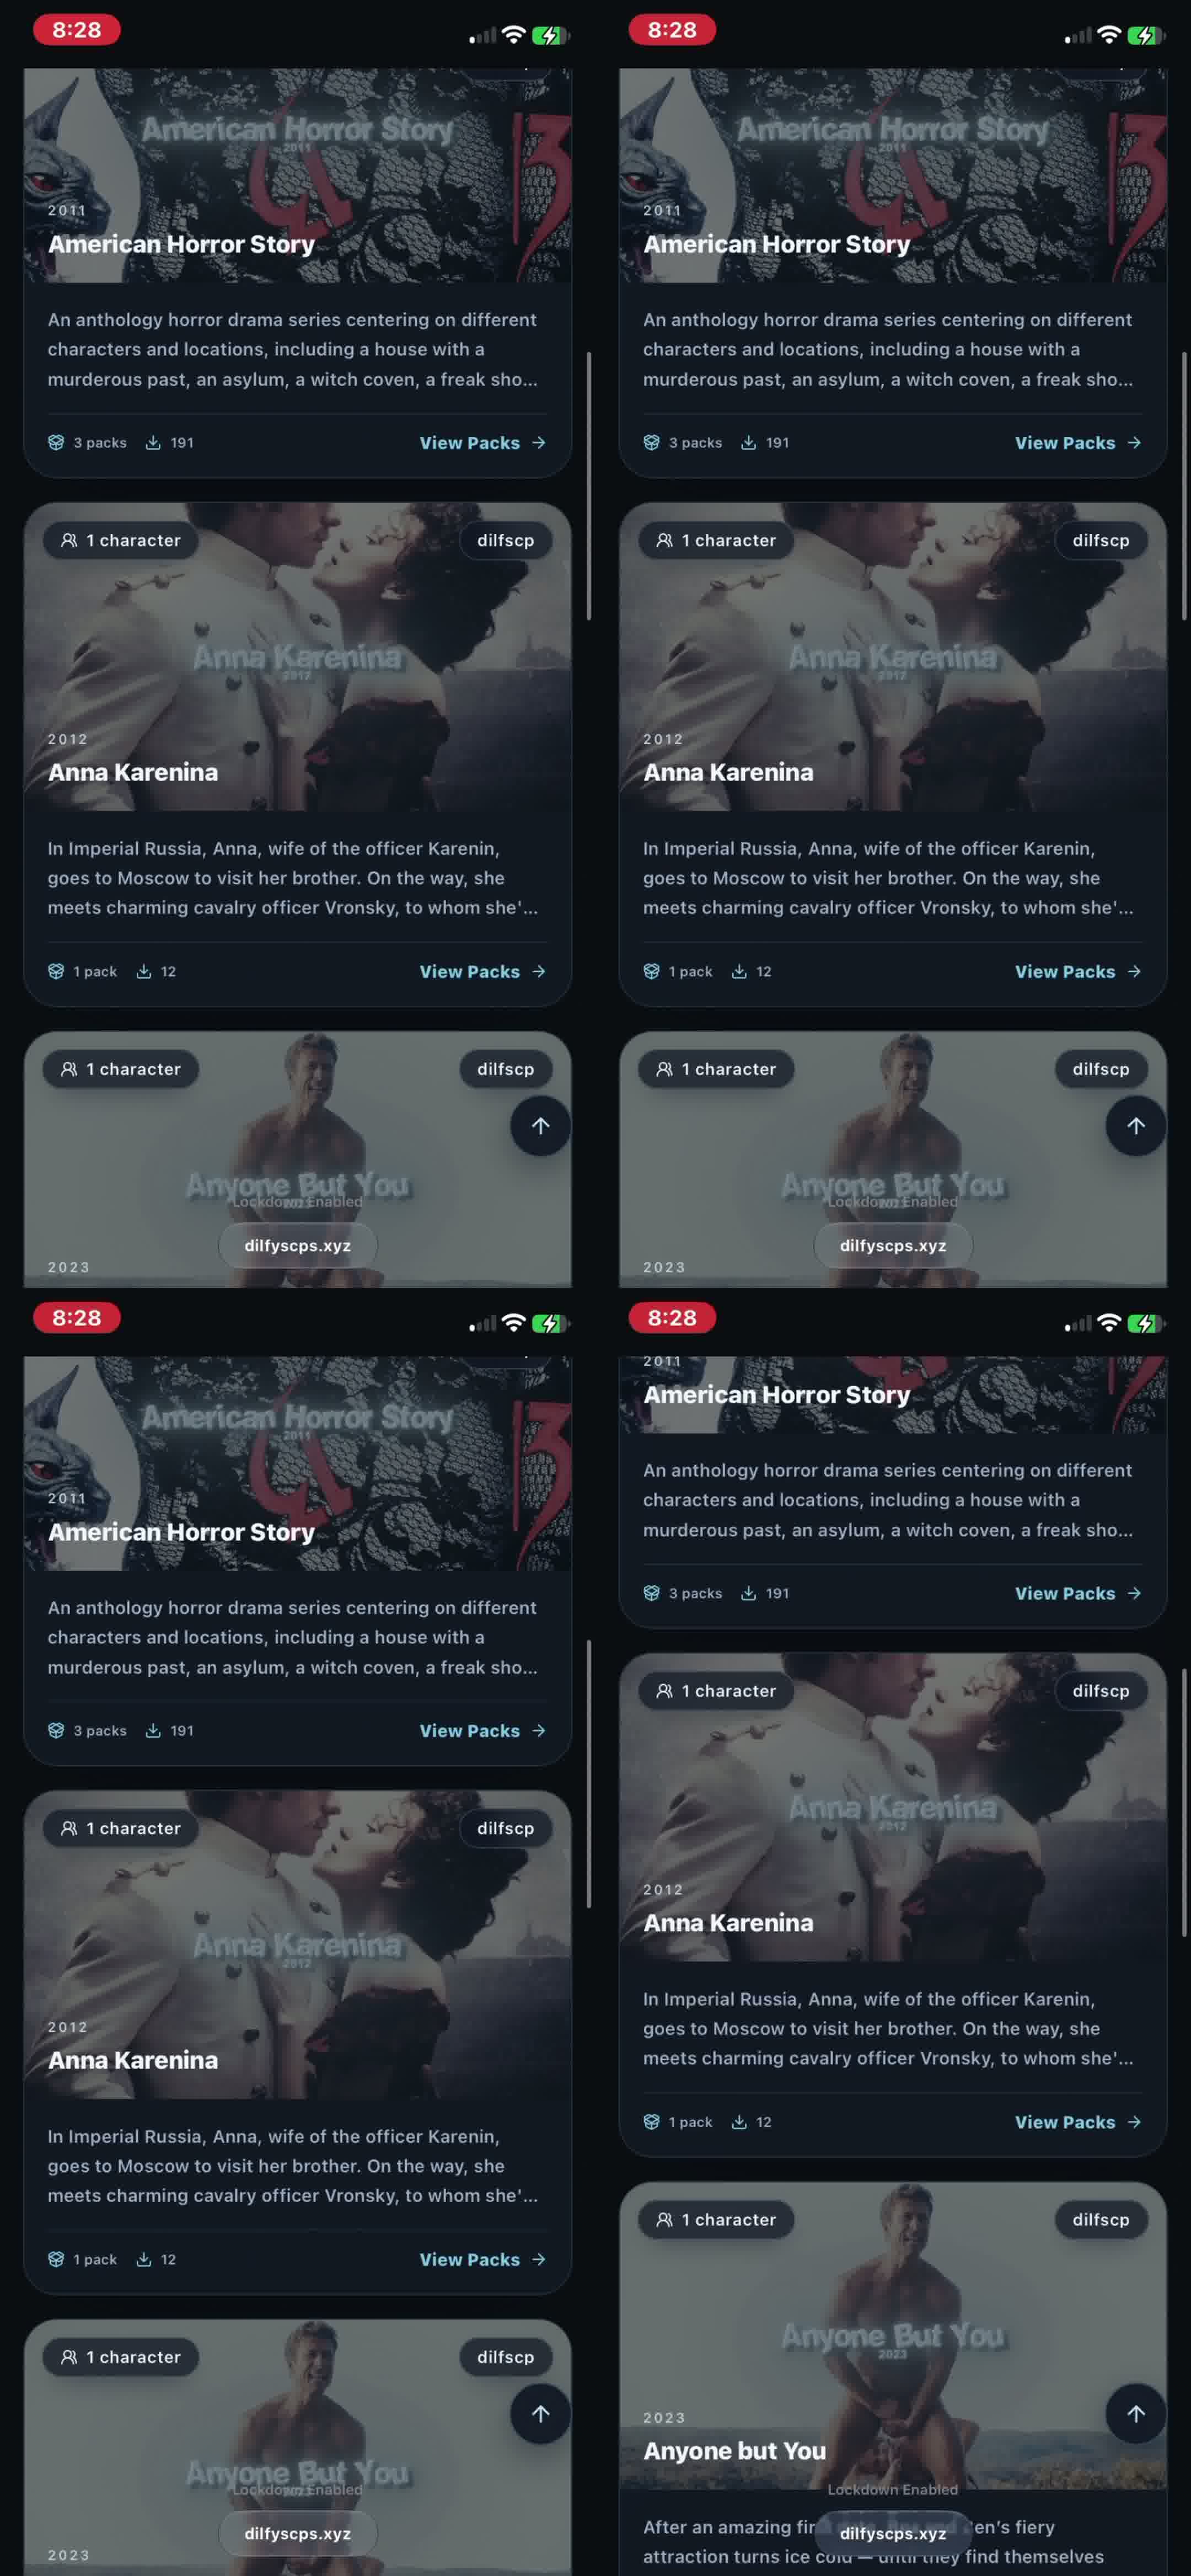 8:28
American Horror Story
2011
2011
American Horror Story
An anthology horror drama series centering on different
characters and locations, including a house with a
murderous past, an asylum, a witch coven, a freak sho...
3 packs 191 View Packs
1 character dilfscp
Anna Karenina
2012
2012
Anna Karenina
In Imperial Russia, Anna, wife of the officer Karenin,
goes to Moscow to visit her brother. On the way, she
meets charming cavalry officer Vronsky, to whom she'...
1 pack 12 View Packs
1 character dilfscp
Anyone But You
Lockdown Enabled
dilfyscps.xyz
2023
8:28
American Horror Story
2011
2011
American Horror Story
An anthology horror drama series centering on different
characters and locations, including a house with a
murderous past, an asylum, a witch coven, a freak sho...
3 packs 191 View Packs
1 character dilfscp
Anna Karenina
2012
2012
Anna Karenina
In Imperial Russia, Anna, wife of the officer Karenin,
goes to Moscow to visit her brother. On the way, she
meets charming cavalry officer Vronsky, to whom she'...
1 pack 12 View Packs
1 character dilfscp
Anyone But You
Lockdown Enabled
dilfyscps.xyz
2023
8:28
American Horror Story
2011
2011
American Horror Story
An anthology horror drama series centering on different
characters and locations, including a house with a
murderous past, an asylum, a witch coven, a freak sho...
3 packs 191 View Packs
1 character dilfscp
Anna Karenina
2012
2012
Anna Karenina
In Imperial Russia, Anna, wife of the officer Karenin,
goes to Moscow to visit her brother. On the way, she
meets charming cavalry officer Vronsky, to whom she'...
1 pack 12 View Packs
1 character dilfscp
Anyone But You
Lockdown Enabled
dilfyscps.xyz
2023
8:28
2011
American Horror Story
An anthology horror drama series centering on different
characters and locations, including a house with a
murderous past, an asylum, a witch coven, a freak sho...
3 packs 191 View Packs
1 character dilfscp
Anna Karenina
2012
2012
Anna Karenina
In Imperial Russia, Anna, wife of the officer Karenin,
goes to Moscow to visit her brother. On the way, she
meets charming cavalry officer Vronsky, to whom she'...
1 pack 12 View Packs
1 character dilfscp
Anyone But You
2023
2023
Anyone but You
Lockdown Enabled
After an amazing fiery
dilfyscps.xyz
attraction turns ice cold — until they find themselves